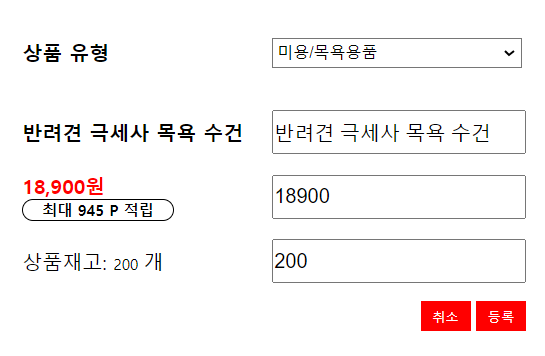 상품 유형 미용/목욕용품
반려견 극세사 목욕 수건 반려견 극세사 목욕 수건
18,900원 18900
최대 945 P 적립
상품재고: 200 개 200
취소 등록